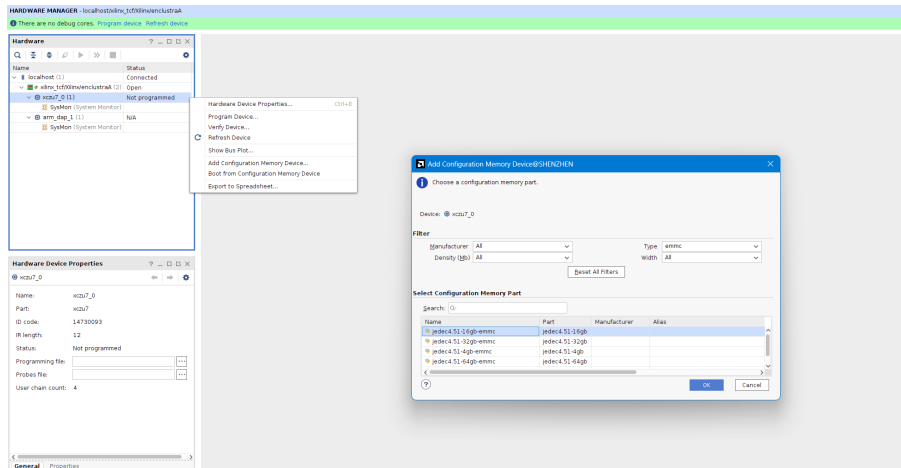 HARDWARE MANAGER - localhost/xilinx_tcf/Xilinx/enclustraA
There are no debug cores. Program device Refresh device
Hardware
Name Status
localhost (1) Connected
xilinx_tcf/Xilinx/enclustraA (2) Open
xczu7_0 (1) Not programmed
SysMon (System Monitor)
arm_dap_1 (1) N/A
SysMon (System Monitor)
Hardware Device Properties... Ctrl+E
Program Device...
Verify Device...
Refresh Device
Show Bus Plot...
Add Configuration Memory Device...
Boot from Configuration Memory Device
Export to Spreadsheet...
Hardware Device Properties
xczu7_0
Name: xczu7_0
Part: xczu7
ID code: 14730093
IR length: 12
Status: Not programmed
Programming file:
Probes file:
User chain count: 4
General Properties
Add Configuration Memory Device@SHENZHEN
Choose a configuration memory part.
Device: xczu7_0
Filter
Manufacturer All Type emmc
Density (Mb) All Width All
Reset All Filters
Select Configuration Memory Part
Search:
Name Part Manufacturer Alias
jedec4.51-16gb-emmc jedec4.51-16gb
jedec4.51-32gb-emmc jedec4.51-32gb
jedec4.51-4gb-emmc jedec4.51-4gb
jedec4.51-64gb-emmc jedec4.51-64gb
OK Cancel